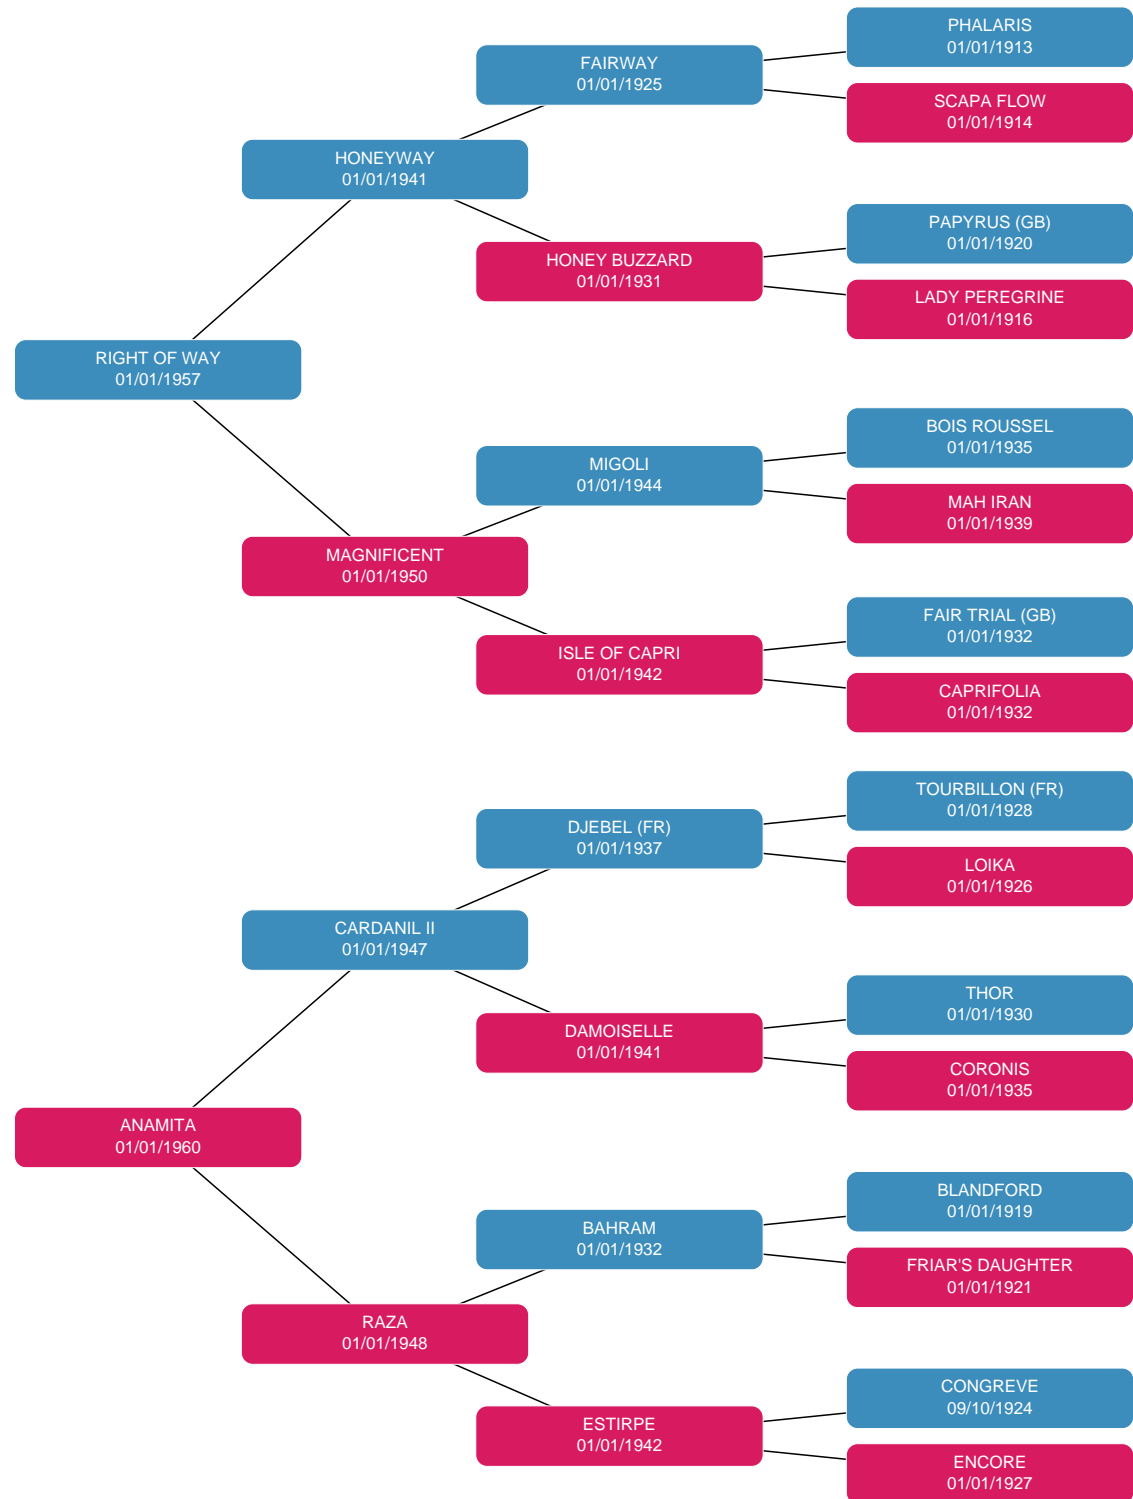 PHALARIS
01/01/1913
FAIRWAY
01/01/1925
SCAPA FLOW
01/01/1914
HONEYWAY
01/01/1941
PAPYRUS (GB)
01/01/1920
HONEY BUZZARD
01/01/1931
LADY PEREGRINE
01/01/1916
RIGHT OF WAY
01/01/1957
BOIS ROUSSEL
01/01/1935
MIGOLI
01/01/1944
MAH IRAN
01/01/1939
MAGNIFICENT
01/01/1950
FAIR TRIAL (GB)
01/01/1932
ISLE OF CAPRI
01/01/1942
CAPRIFOLIA
01/01/1932
TOURBILLON (FR)
01/01/1928
DJEBEL (FR)
01/01/1937
LOIKA
01/01/1926
CARDANIL II
01/01/1947
THOR
01/01/1930
DAMOISELLE
01/01/1941
CORONIS
01/01/1935
ANAMITA
01/01/1960
BLANDFORD
01/01/1919
BAHRAM
01/01/1932
FRIAR'S DAUGHTER
01/01/1921
RAZA
01/01/1948
CONGREVE
09/10/1924
ESTIRPE
01/01/1942
ENCORE
01/01/1927